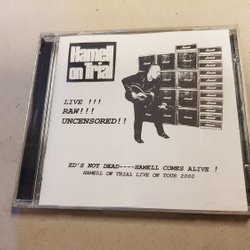 Hamell
on Trial
LIVE !!!
RAW!!!
UNCENSORED!!
ED'S NOT DEAD----HAMELL COMES ALIVE !
HAMELL ON TRIAL LIVE ON TOUR 2000